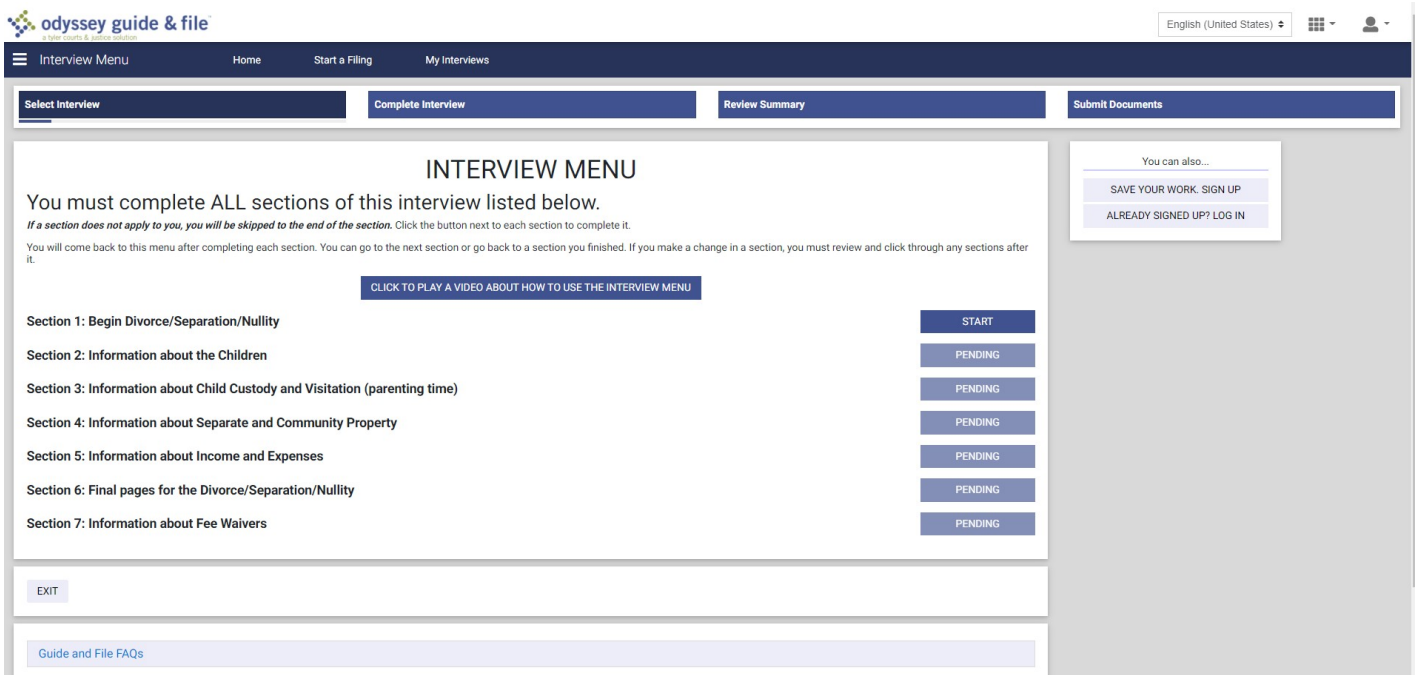 odyssey guide & file
a tyler courts & justice solution
English (United States)
Interview Menu
Home
Start a Filing
My Interviews
Select Interview
Complete Interview
Review Summary
Submit Documents
INTERVIEW MENU
You must complete ALL sections of this interview listed below.
If a section does not apply to you, you will be skipped to the end of the section. Click the button next to each section to complete it.
You will come back to this menu after completing each section. You can go to the next section or go back to a section you finished. If you make a change in a section, you must review and click through any sections after
it.
CLICK TO PLAY A VIDEO ABOUT HOW TO USE THE INTERVIEW MENU
Section 1: Begin Divorce/Separation/Nullity
START
Section 2: Information about the Children
PENDING
Section 3: Information about Child Custody and Visitation (parenting time)
PENDING
Section 4: Information about Separate and Community Property
PENDING
Section 5: Information about Income and Expenses
PENDING
Section 6: Final pages for the Divorce/Separation/Nullity
PENDING
Section 7: Information about Fee Waivers
PENDING
EXIT
Guide and File FAQs
You can also...
SAVE YOUR WORK. SIGN UP
ALREADY SIGNED UP? LOG IN